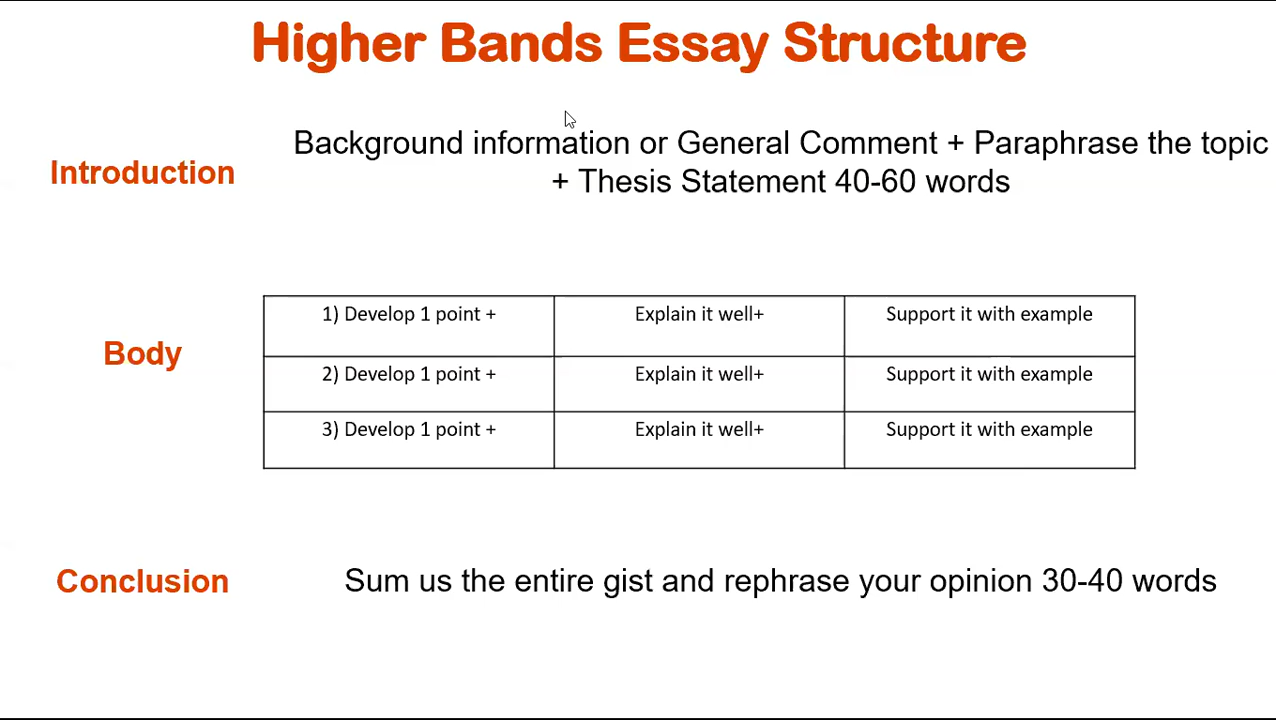 Higher Bands Essay Structure
Background information or General Comment + Paraphrase the topic
+ Thesis Statement 40-60 words
Introduction
1) Develop 1 point + Explain it well+ Support it with example
Body
2) Develop 1 point + Explain it well+ Support it with example
3) Develop 1 point + Explain it well+ Support it with example
Conclusion
Sum us the entire gist and rephrase your opinion 30-40 words